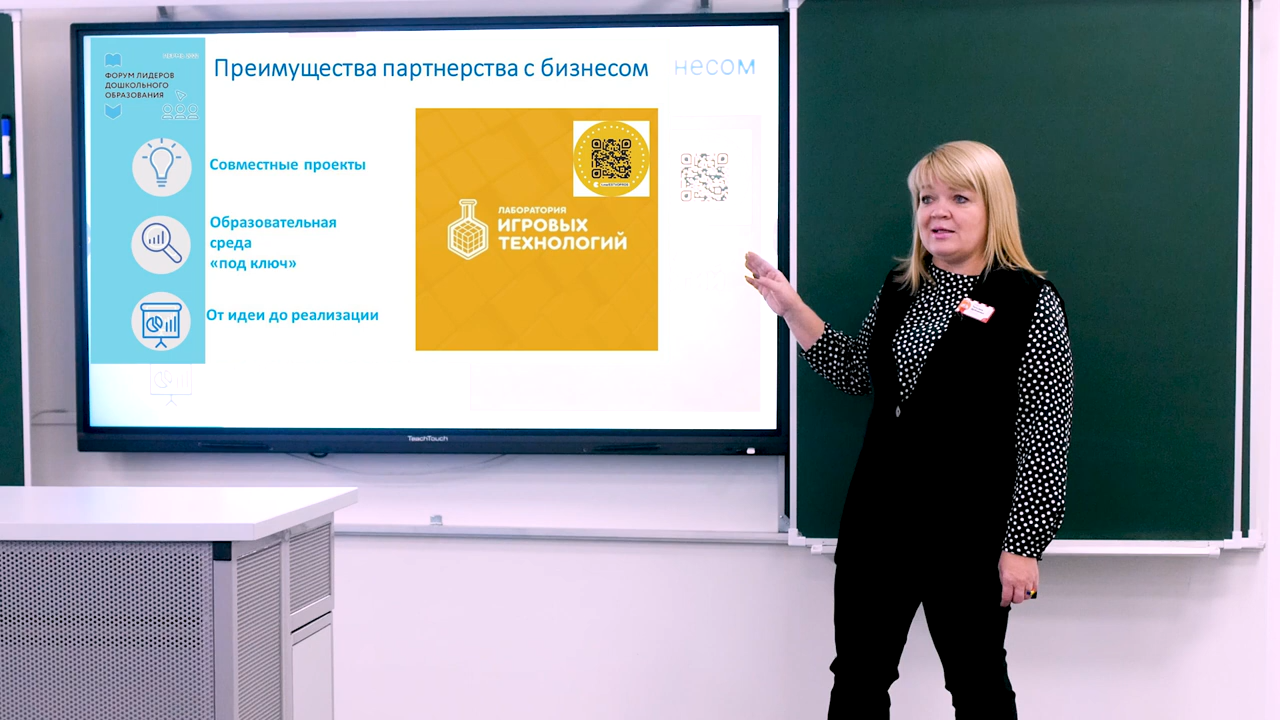 ФОРУМ ЛИДЕРОВ
ДОШКОЛЬНОГО
ОБРАЗОВАНИЯ
Преимущества партнерства с бизнесом
несом
Совместные проекты
Образовательная
среда
«под ключ»
От идеи до реализации
ЛАБОРАТОРИЯ
ИГРОВЫХ
ТЕХНОЛОГИЙ
TeachTouch